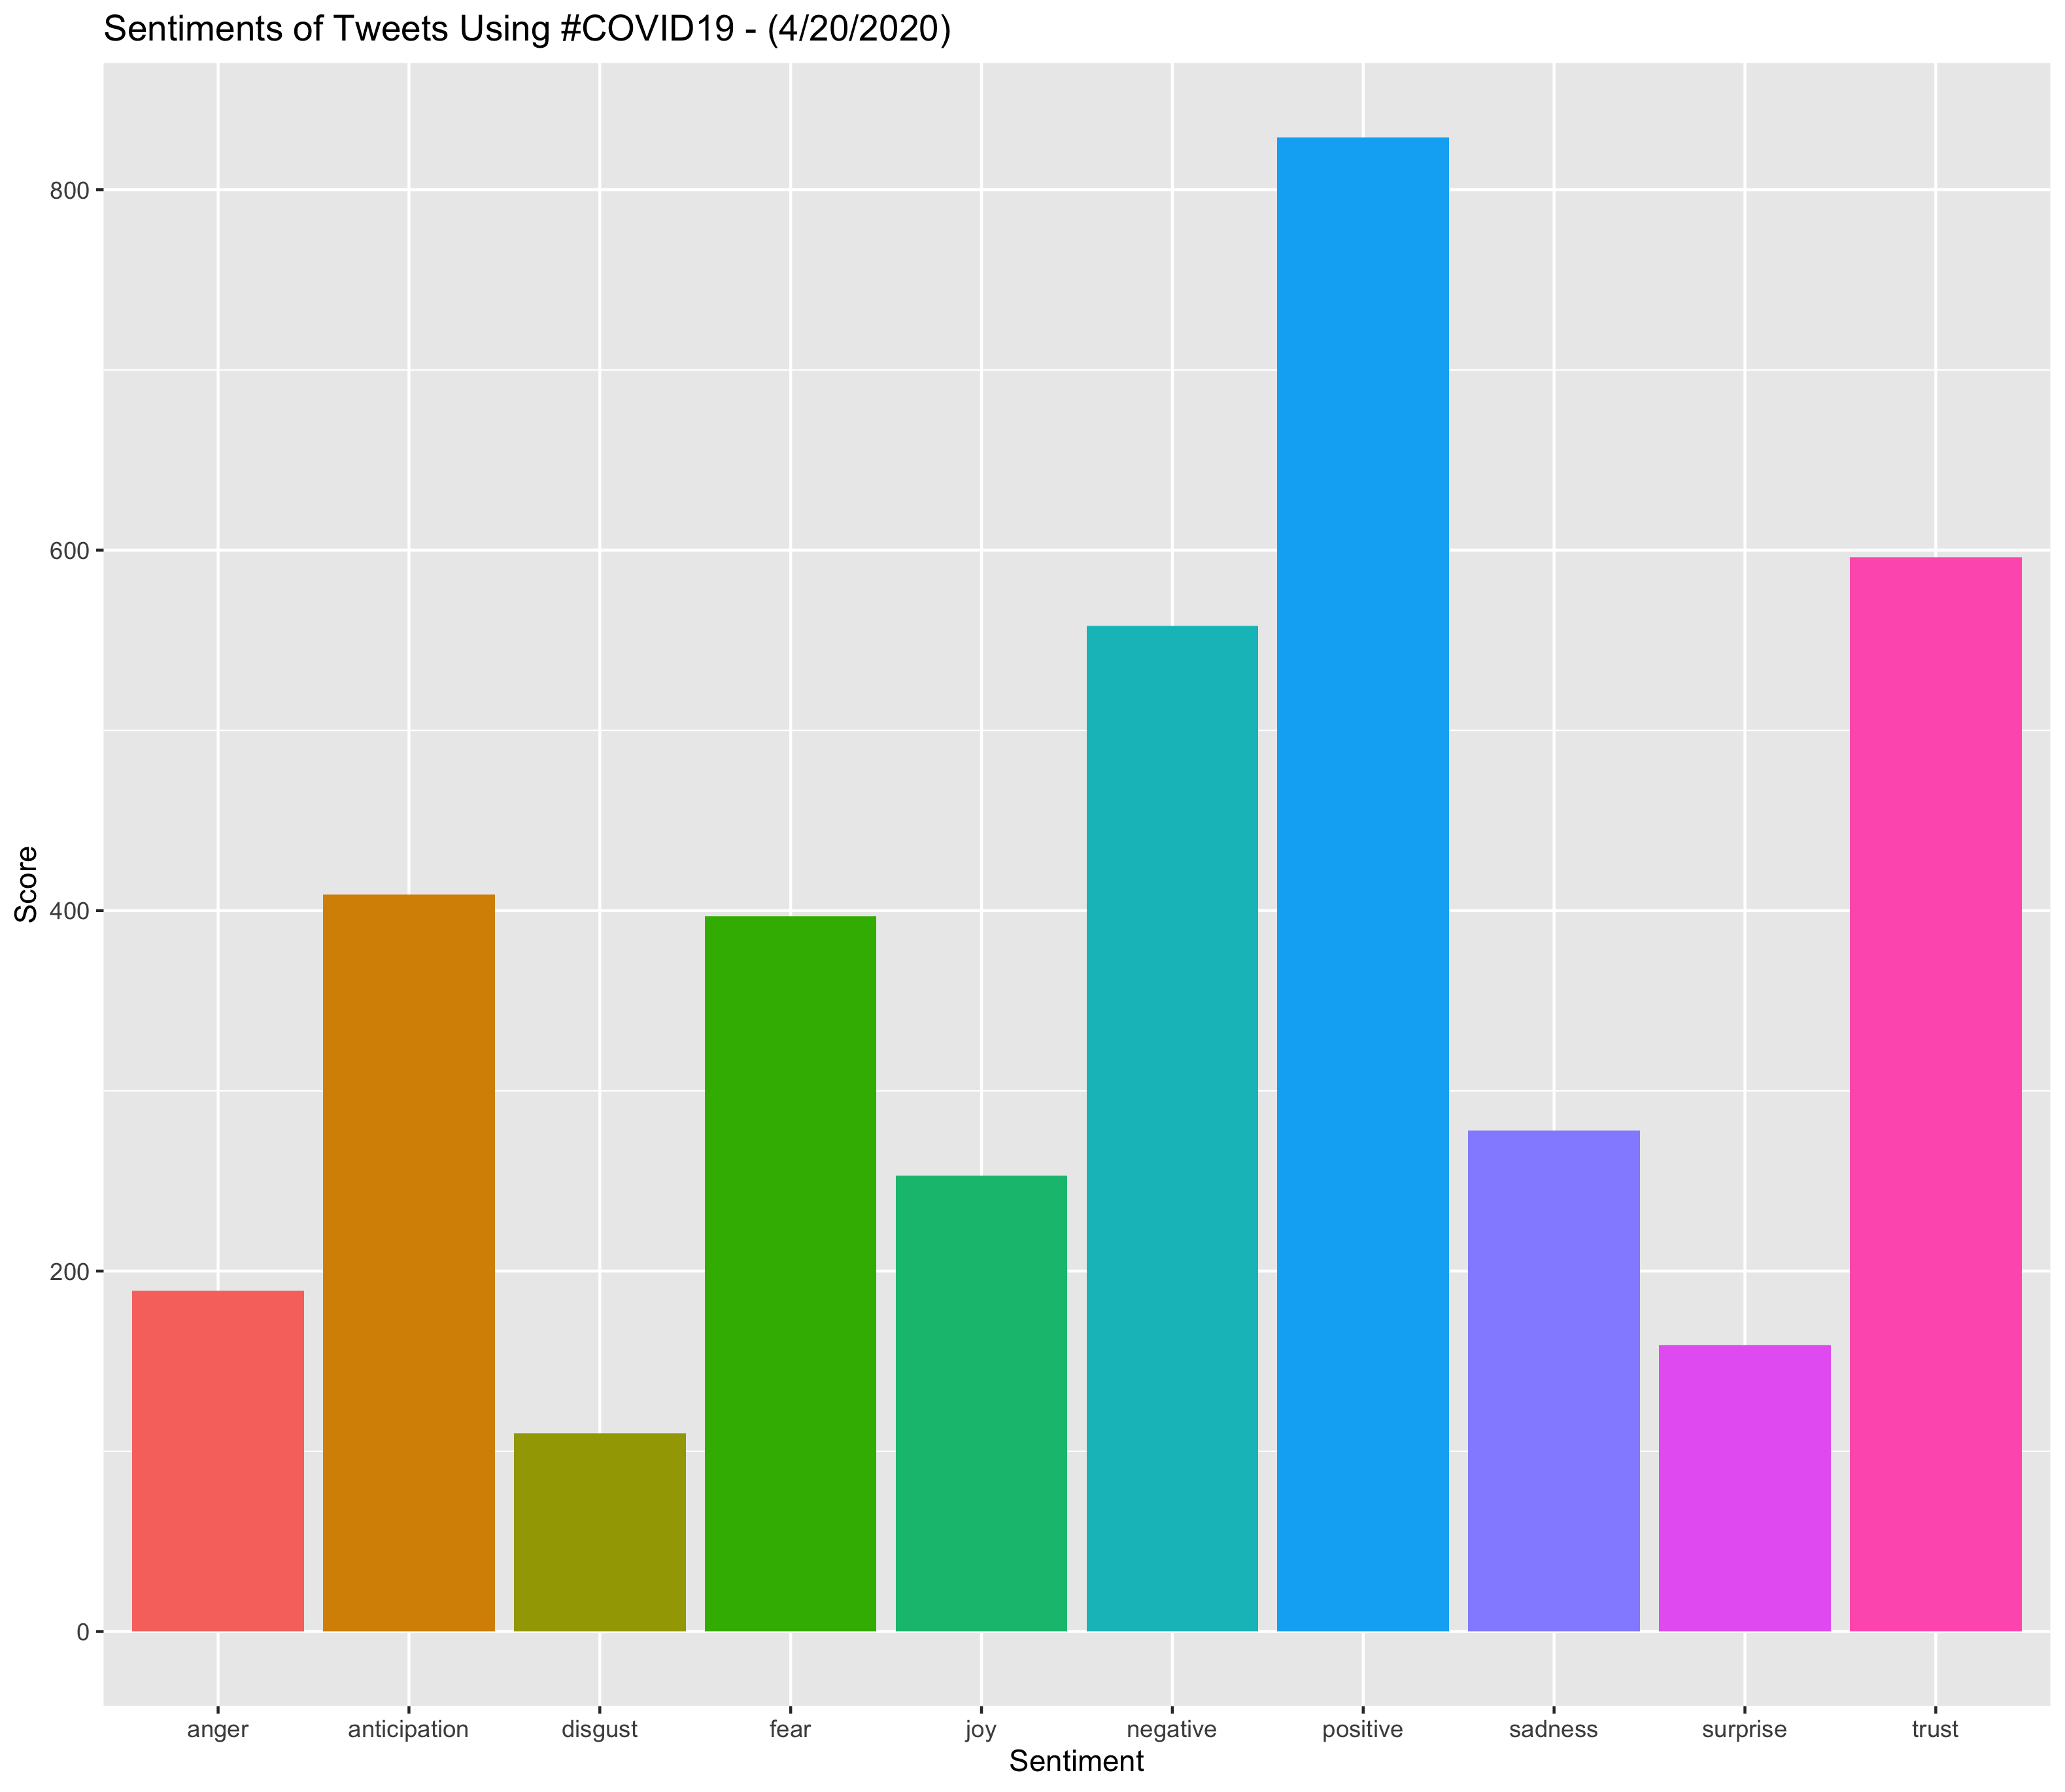 Sentiments of Tweets Using #COVID19 - (4/20/2020)
Score
800
600
400
200
0
anger anticipation disgust fear joy negative positive sadness surprise trust
Sentiment